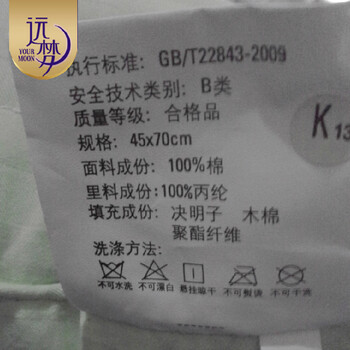 远梦
YOUR MOON
执行标准: GB/T22843-2009
安全技术类别: B类
质量等级: 合格品
K13
规格: 45x70cm
面料成份: 100%棉
里料成份:100%丙纶
填充成份: 决明子 木棉
聚酯纤维
洗涤方法:
不可水洗 不可漂白 悬挂晾干 不可熨烫 不可干洗